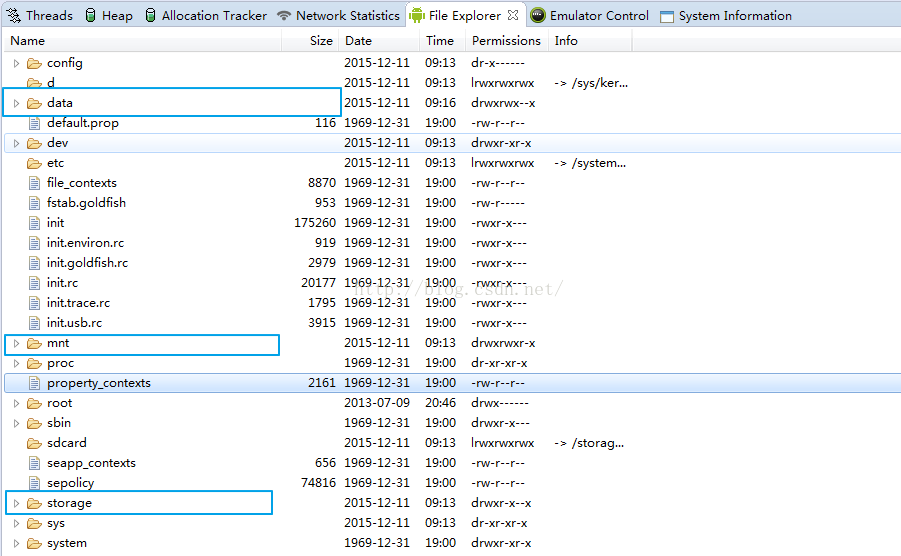 Threads Heap Allocation Tracker Network Statistics File Explorer Emulator Control System Information
Name Size Date Time Permissions Info
config 2015-12-11 09:13 dr-x------
d 2015-12-11 09:13 lrwxrwxrwx -> /sys/ker...
data 2015-12-11 09:16 drwxrwx--x
default.prop 116 1969-12-31 19:00 -rw-r--r--
dev 2015-12-11 09:13 drwxr-xr-x
etc 2015-12-11 09:13 lrwxrwxrwx -> /system...
file_contexts 8870 1969-12-31 19:00 -rw-r--r--
fstab.goldfish 953 1969-12-31 19:00 -rw-r-----
init 175260 1969-12-31 19:00 -rwxr-x---
init.environ.rc 919 1969-12-31 19:00 -rwxr-x---
init.goldfish.rc 2979 1969-12-31 19:00 -rwxr-x---
init.rc 20177 1969-12-31 19:00 -rwxr-x---
http://blog.csdn.net/
init.trace.rc 1795 1969-12-31 19:00 -rwxr-x---
init.usb.rc 3915 1969-12-31 19:00 -rwxr-x---
mnt 2015-12-11 09:13 drwxrwxr-x
proc 2015-12-11 09:13 dr-xr-xr-x
property_contexts 2161 1969-12-31 19:00 -rw-r--r--
root 2013-07-09 20:46 drwx------
sbin 1969-12-31 19:00 drwxr-x---
sdcard 2015-12-11 09:13 lrwxrwxrwx -> /storag...
seapp_contexts 656 1969-12-31 19:00 -rw-r--r--
sepolicy 74816 1969-12-31 19:00 -rw-r--r--
storage 2015-12-11 09:13 drwxr-x--x
sys 2015-12-11 09:13 dr-xr-xr-x
system 1969-12-31 19:00 drwxr-xr-x